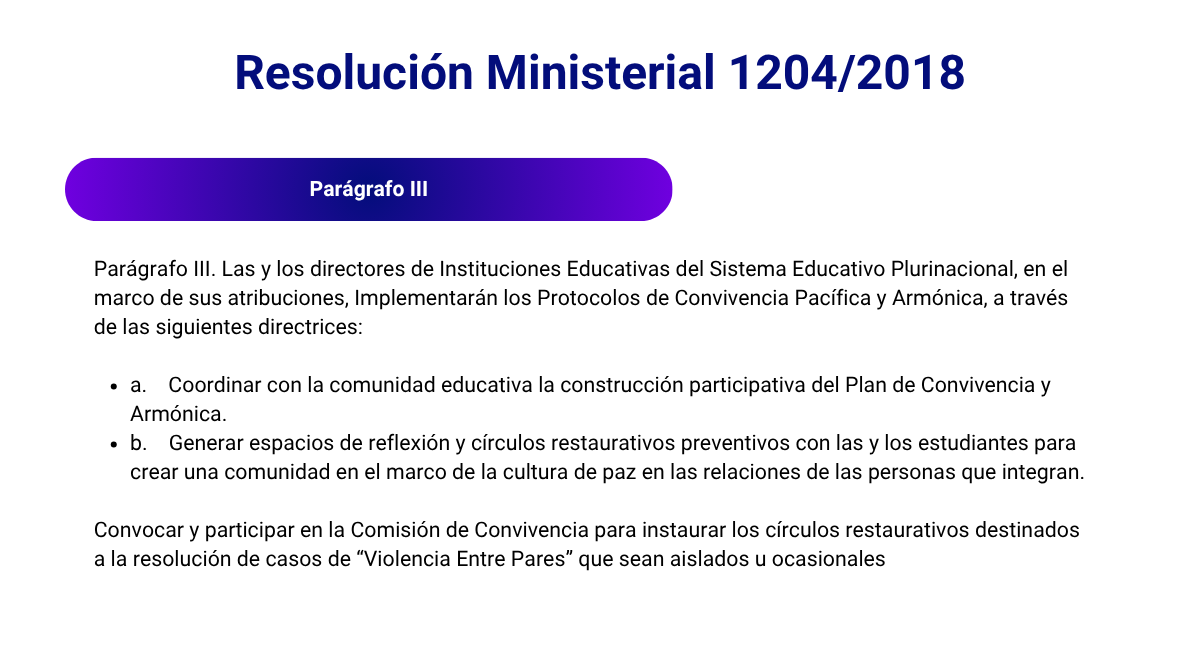 Resolución Ministerial 1204/2018
Parágrafo III
Parágrafo III. Las y los directores de Instituciones Educativas del Sistema Educativo Plurinacional, en el
marco de sus atribuciones, Implementarán los Protocolos de Convivencia Pacífica y Armónica, a través
de las siguientes directrices:
• a. Coordinar con la comunidad educativa la construcción participativa del Plan de Convivencia y
Armónica.
• b. Generar espacios de reflexión y círculos restaurativos preventivos con las y los estudiantes para
crear una comunidad en el marco de la cultura de paz en las relaciones de las personas que integran.
Convocar y participar en la Comisión de Convivencia para instaurar los círculos restaurativos destinados
a la resolución de casos de “Violencia Entre Pares” que sean aislados u ocasionales